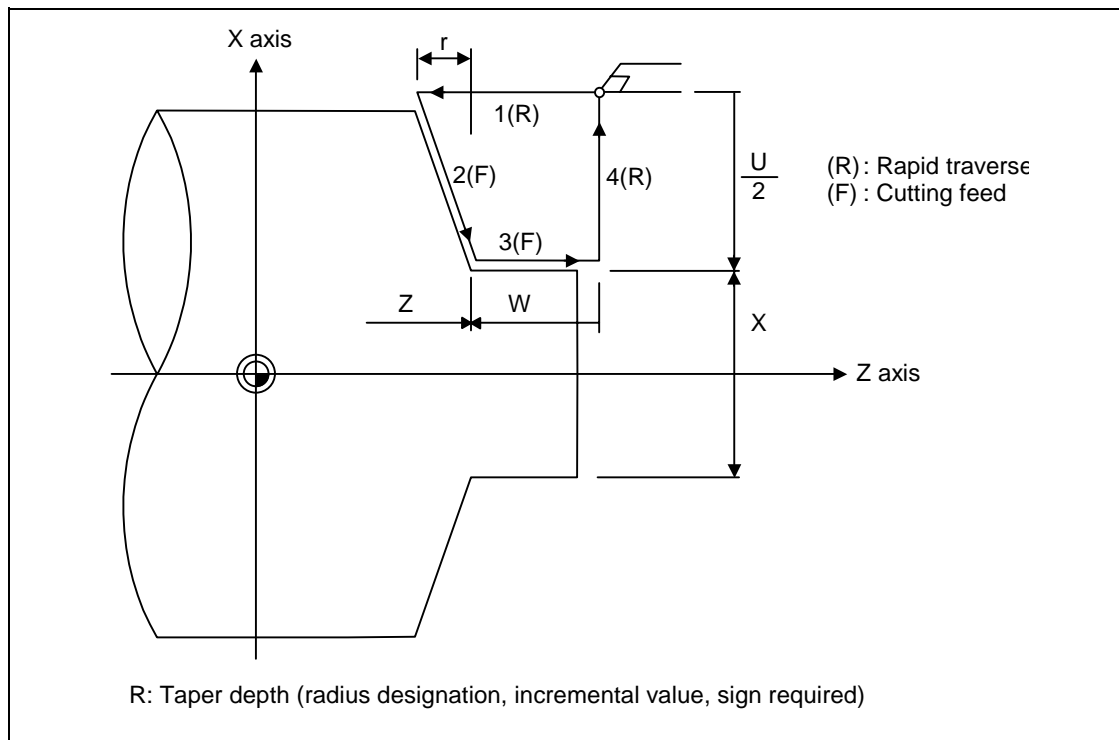 X axis
r
1(R)
2(F)
4(R)
U
2
(R) : Rapid traverse
(F) : Cutting feed
3(F)
Z
W
X
Z axis
R: Taper depth (radius designation, incremental value, sign required)